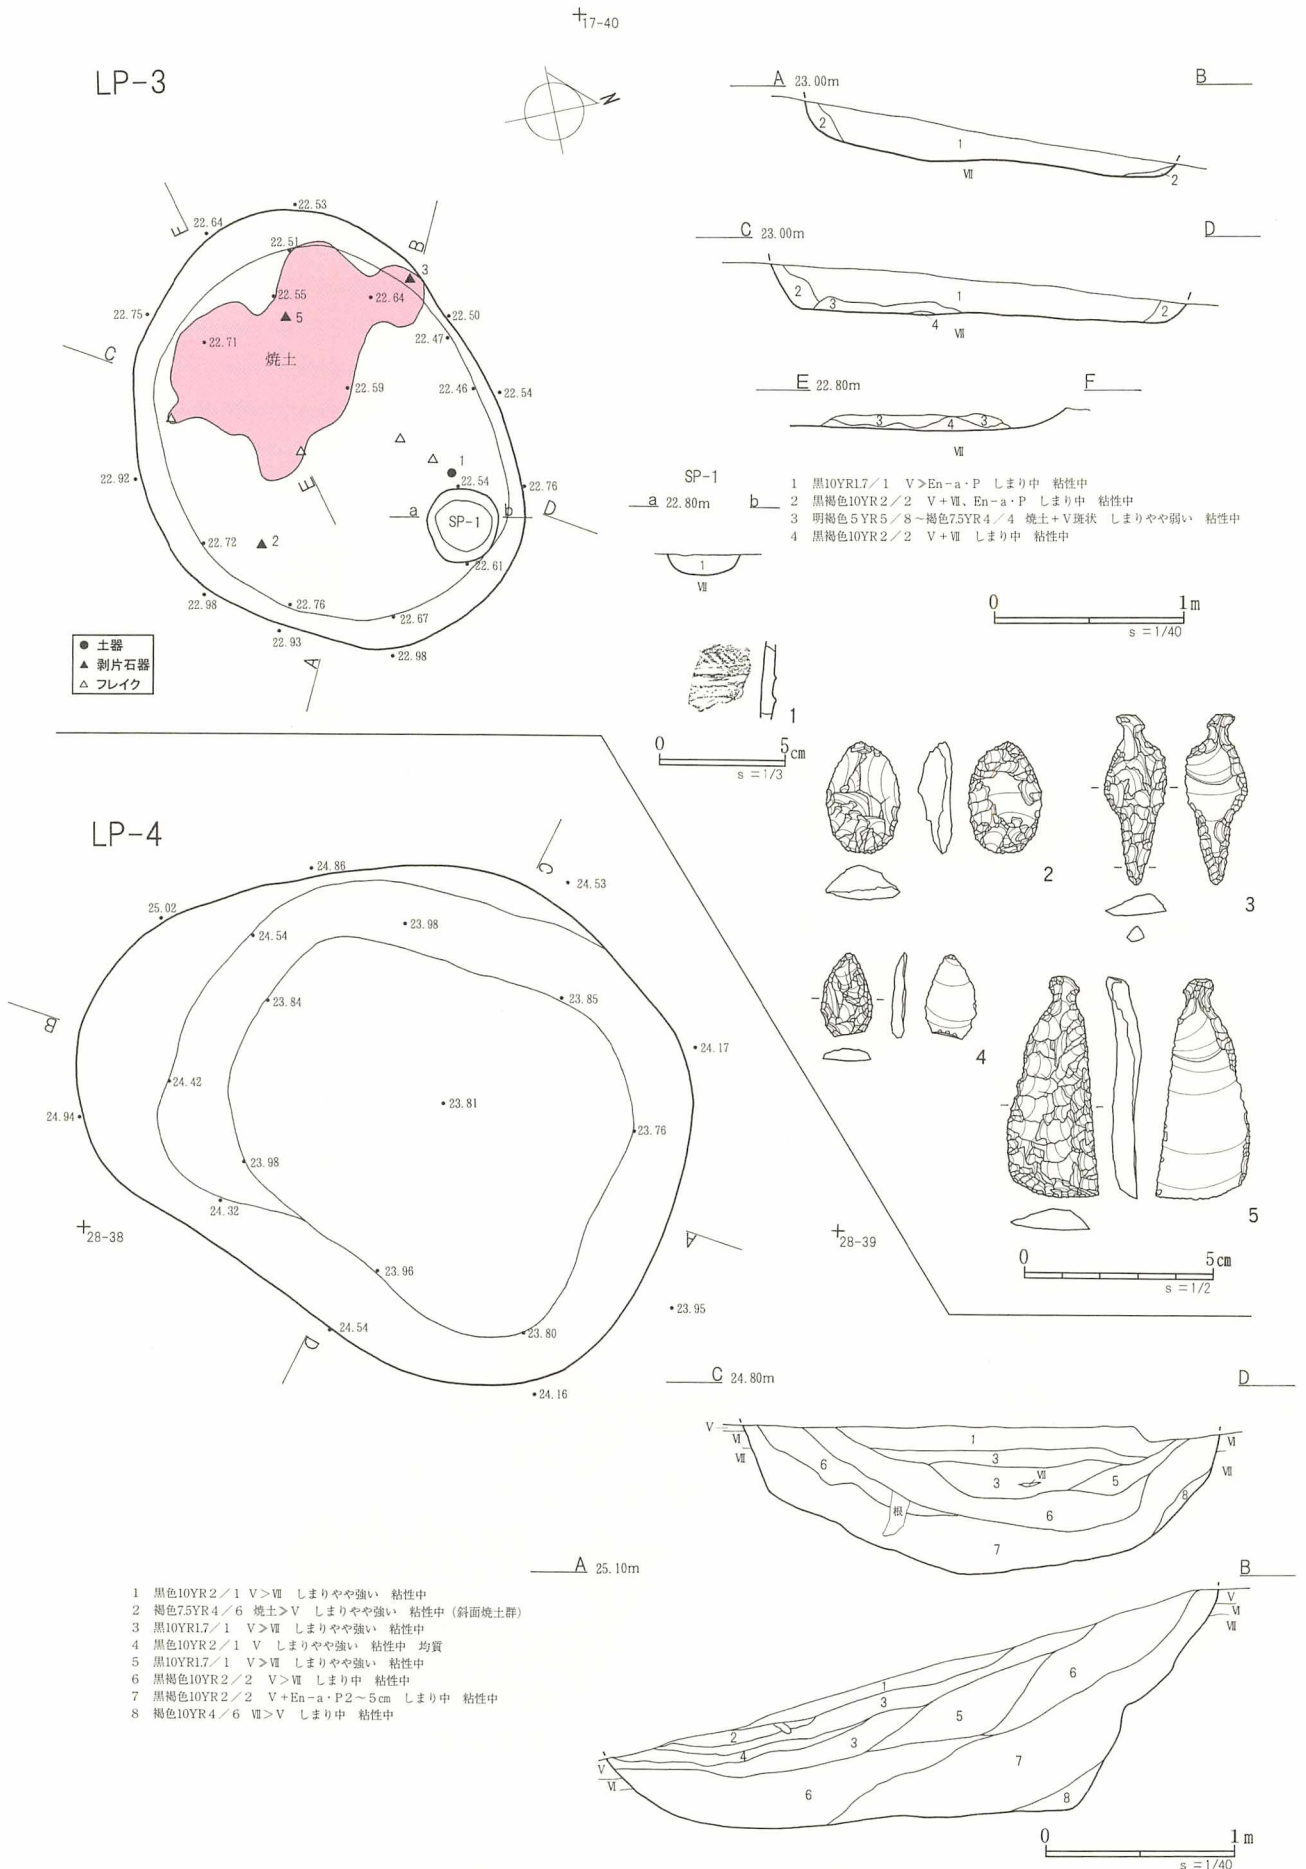 17-40
LP-3
N
A 23.00m B
2
1
2
Ⅶ
C 23.00m D
1
2
3
4
2
Ⅶ
E 22.80m F
3 4 3
Ⅶ
22.53
22.64
F
B
22.51
3
22.55
22.64
5
22.75
22.50
22.71
22.47
C
焼土
22.59
22.46
22.54
1
22.54
22.92
22.76
E
a
SP-1
b
D
22.72
2
22.61
22.98
22.76
22.67
22.93
22.98
A
● 土器
▲ 剥片石器
△ フレイク
SP-1
a 22.80m b
1
Ⅶ
1 黒10YR1.7/1 Ⅴ≫En-a・P しまり中 粘性中
2 黒褐色10YR2/2 Ⅴ+Ⅶ、En-a・P しまり中 粘性中
3 明褐色5YR5/8～褐色7.5YR4/4 焼土+Ⅴ斑状 しまりやや弱い 粘性中
4 黒褐色10YR2/2 Ⅴ+Ⅶ しまり中 粘性中
0 1m
s=1/40
1
0 5cm
s=1/3
2
3
4
5
0 5cm
s=1/2
LP-4
24.86
C
24.53
25.02
24.54
23.98
23.84
23.85
B
24.17
24.42
23.81
24.94
23.76
23.98
24.32
28-38
A
28-39
23.96
23.95
24.54
23.80
D
24.16
C 24.80m D
Ⅴ
Ⅵ
Ⅶ
1
3
3
Ⅶ
5
6
6
根
7
8
Ⅵ
Ⅶ
A 25.10m B
Ⅴ
Ⅵ
Ⅶ
1
3
2
4
3
5
6
7
6
8
Ⅴ
Ⅵ
1 黒色10YR2/1 Ⅴ>Ⅶ しまりやや強い 粘性中
2 褐色7.5YR4/6 焼土≫Ⅴ しまりやや強い 粘性中(斜面焼土群)
3 黒10YR1.7/1 Ⅴ≫Ⅶ しまりやや強い 粘性中
4 黒色10YR2/1 Ⅴ しまりやや強い 粘性中 均質
5 黒10YR1.7/1 Ⅴ≫Ⅶ しまりやや強い 粘性中
6 黒褐色10YR2/2 Ⅴ>Ⅶ しまり中 粘性中
7 黒褐色10YR2/2 Ⅴ+En-a・P2～5cm しまり中 粘性中
8 褐色10YR4/6 Ⅶ>Ⅴ しまり中 粘性中
0 1m
s=1/40